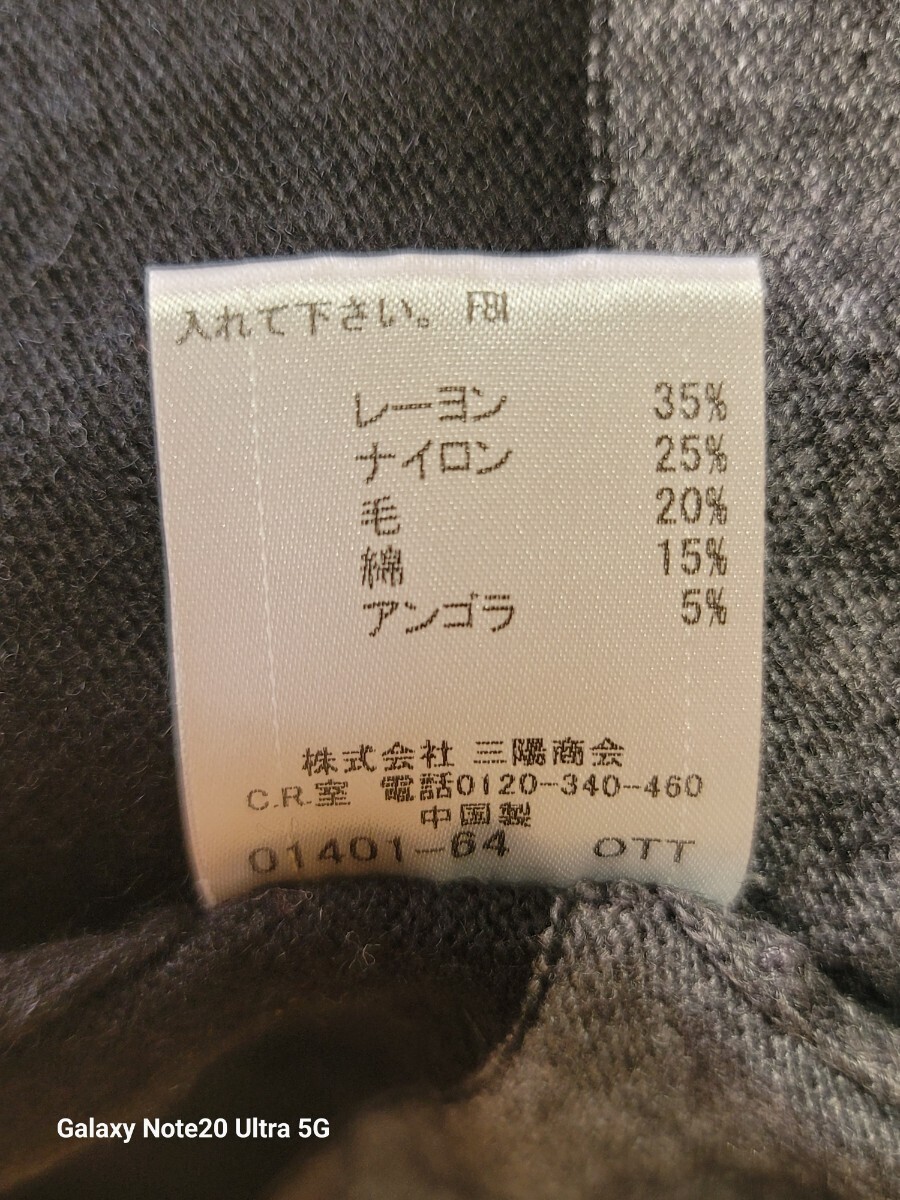 入れて下さい。 F81
レーヨン 35%
ナイロン 25%
毛 20%
綿 15%
アンゴラ 5%
株式会社 三陽商会
C.R.室 電話0120-340-460
中国製
01401-64 OTT
Galaxy Note20 Ultra 5G